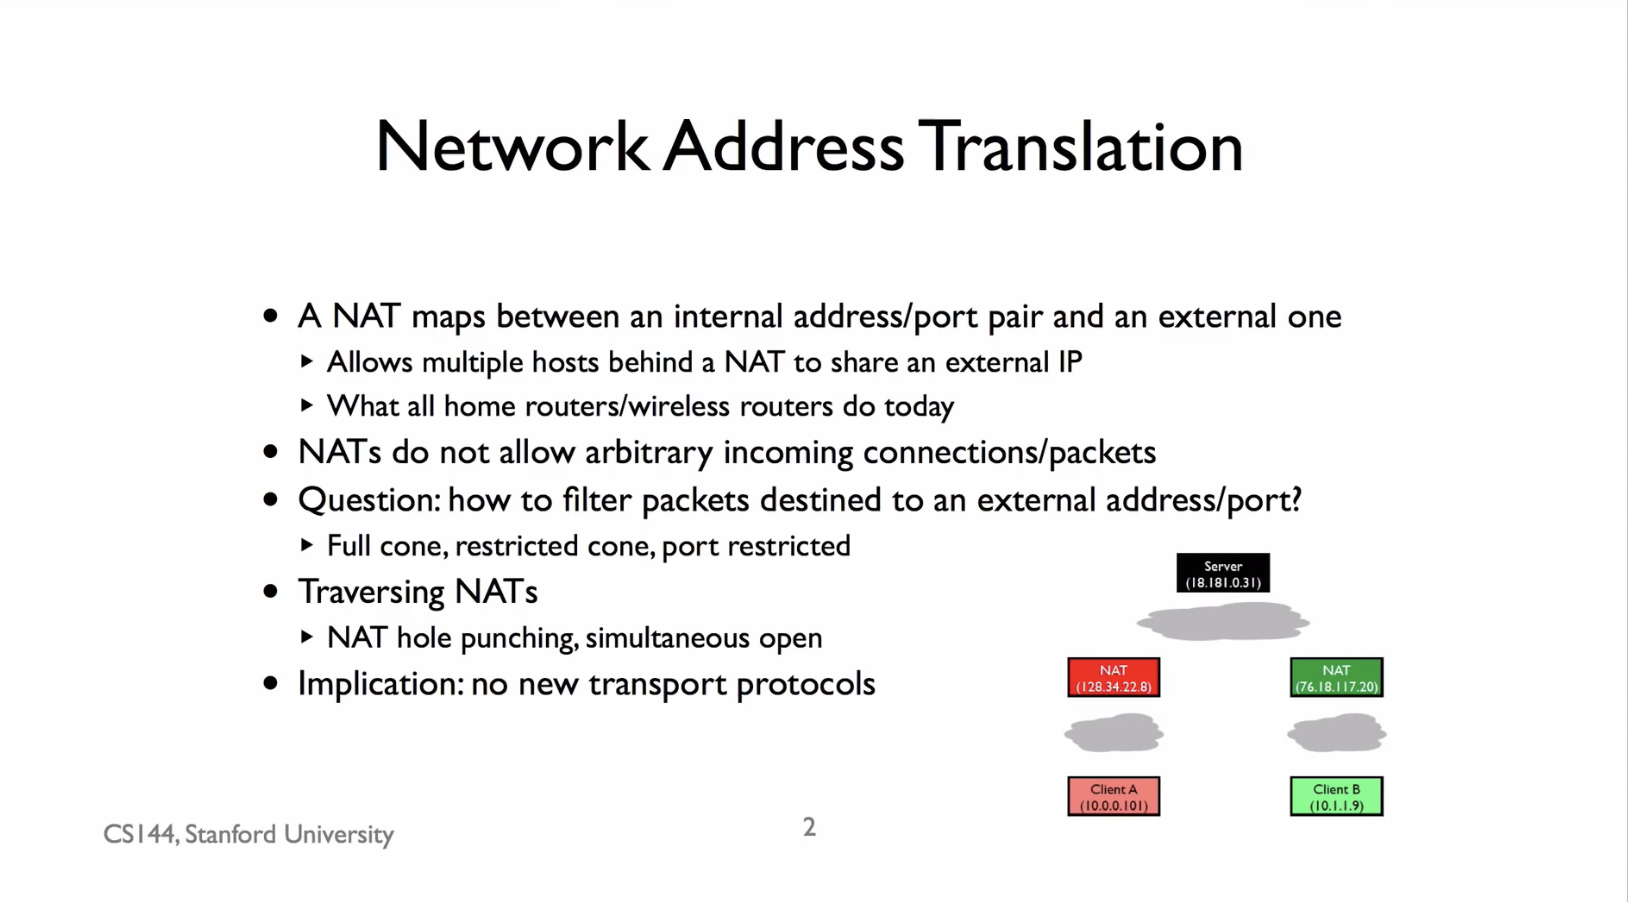 Network Address Translation
• A NAT maps between an internal address/port pair and an external one
▸ Allows multiple hosts behind a NAT to share an external IP
▸ What all home routers/wireless routers do today
• NATs do not allow arbitrary incoming connections/packets
• Question: how to filter packets destined to an external address/port?
▸ Full cone, restricted cone, port restricted
• Traversing NATs
▸ NAT hole punching, simultaneous open
• Implication: no new transport protocols
Server
(18.181.0.31)
NAT
(128.34.22.8)
NAT
(76.18.117.20)
Client A
(10.0.0.101)
Client B
(10.1.1.9)
CS144, Stanford University
2